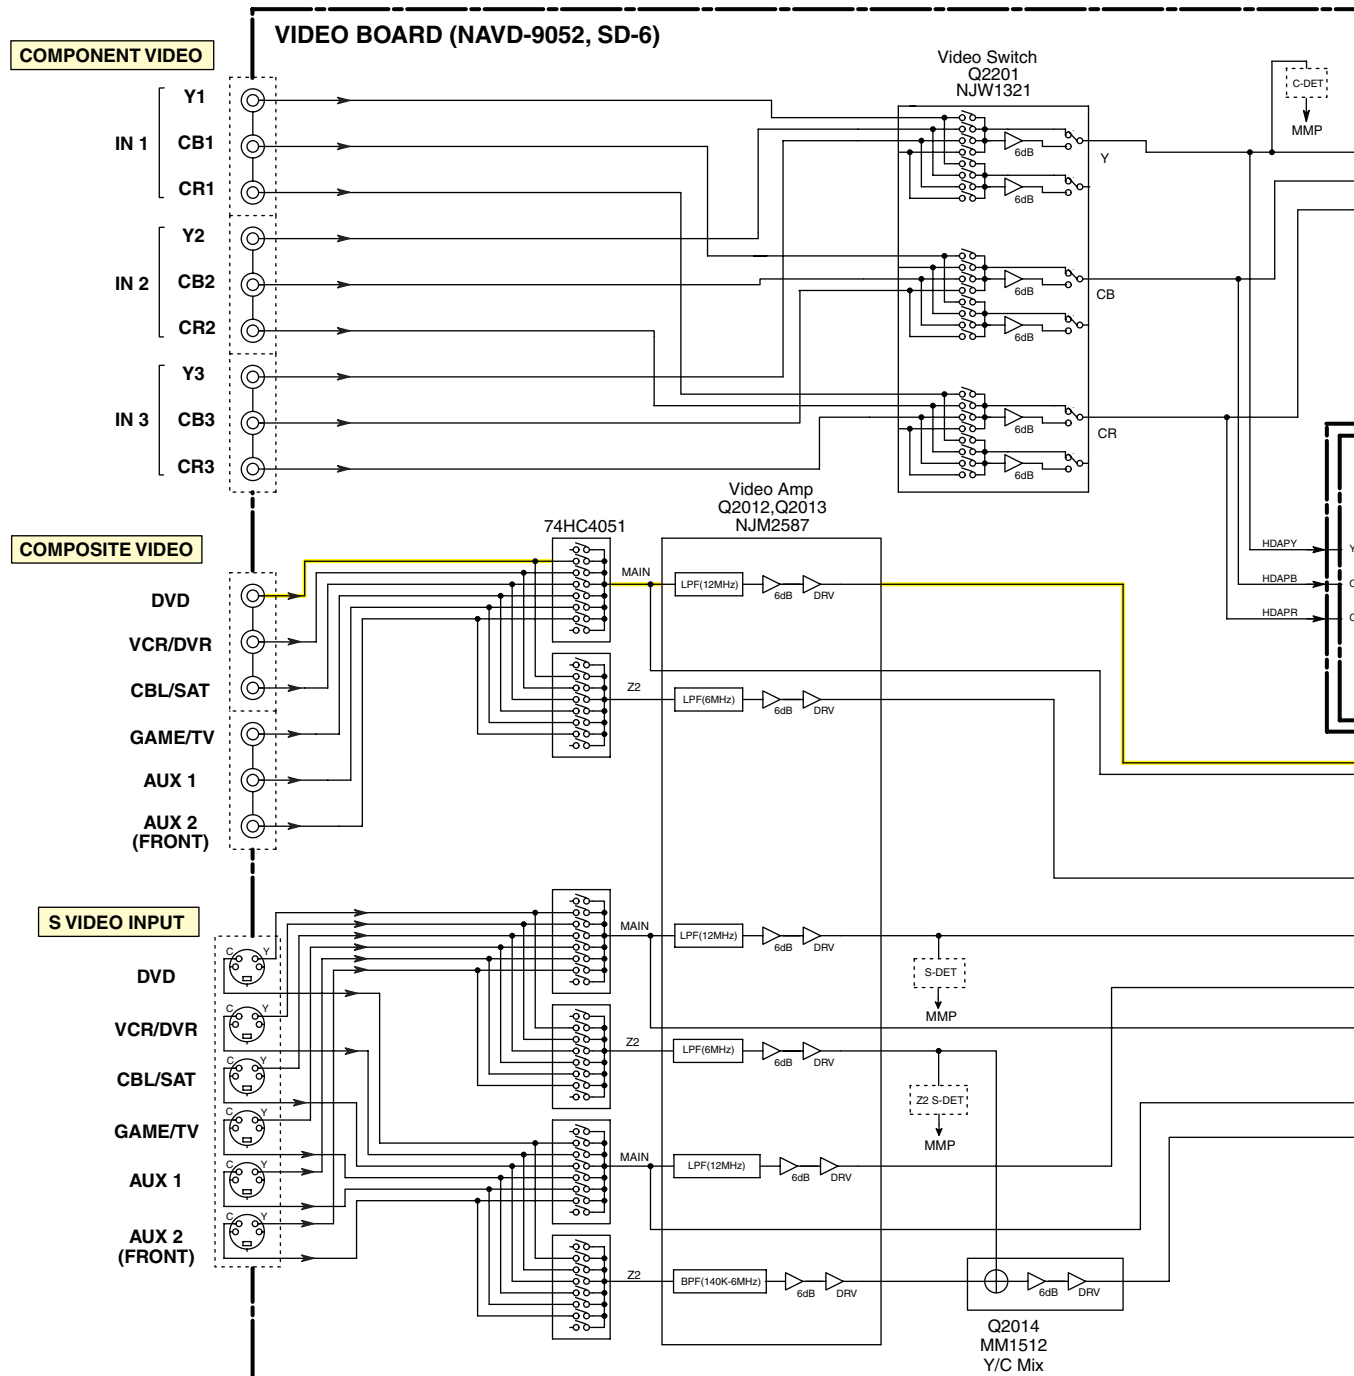 VIDEO BOARD (NAVD-9052, SD-6)
COMPONENT VIDEO
Video Switch
Q2201
NJW1321
C-DET
MMP
IN 1
Y1
CB1
CR1
6dB
6dB
Y
IN 2
Y2
CB2
CR2
6dB
6dB
CB
IN 3
Y3
CB3
CR3
6dB
6dB
CR
COMPOSITE VIDEO
74HC4051
Video Amp
Q2012,Q2013
NJM2587
HDAPY
HDAPB
HDAPR
DVD
VCR/DVR
CBL/SAT
GAME/TV
AUX 1
AUX 2
(FRONT)
MAIN
LPF(12MHz)
6dB
DRV
Z2
LPF(6MHz)
6dB
DRV
S VIDEO INPUT
DVD
C Y
VCR/DVR
C Y
CBL/SAT
C Y
GAME/TV
C Y
AUX 1
C Y
AUX 2
(FRONT)
C Y
MAIN
LPF(12MHz)
6dB
DRV
S-DET
MMP
Z2
LPF(6MHz)
6dB
DRV
Z2 S-DET
MMP
MAIN
LPF(12MHz)
6dB
DRV
Z2
BPF(140K-6MHz)
6dB
DRV
6dB
DRV
Q2014
MM1512
Y/C Mix